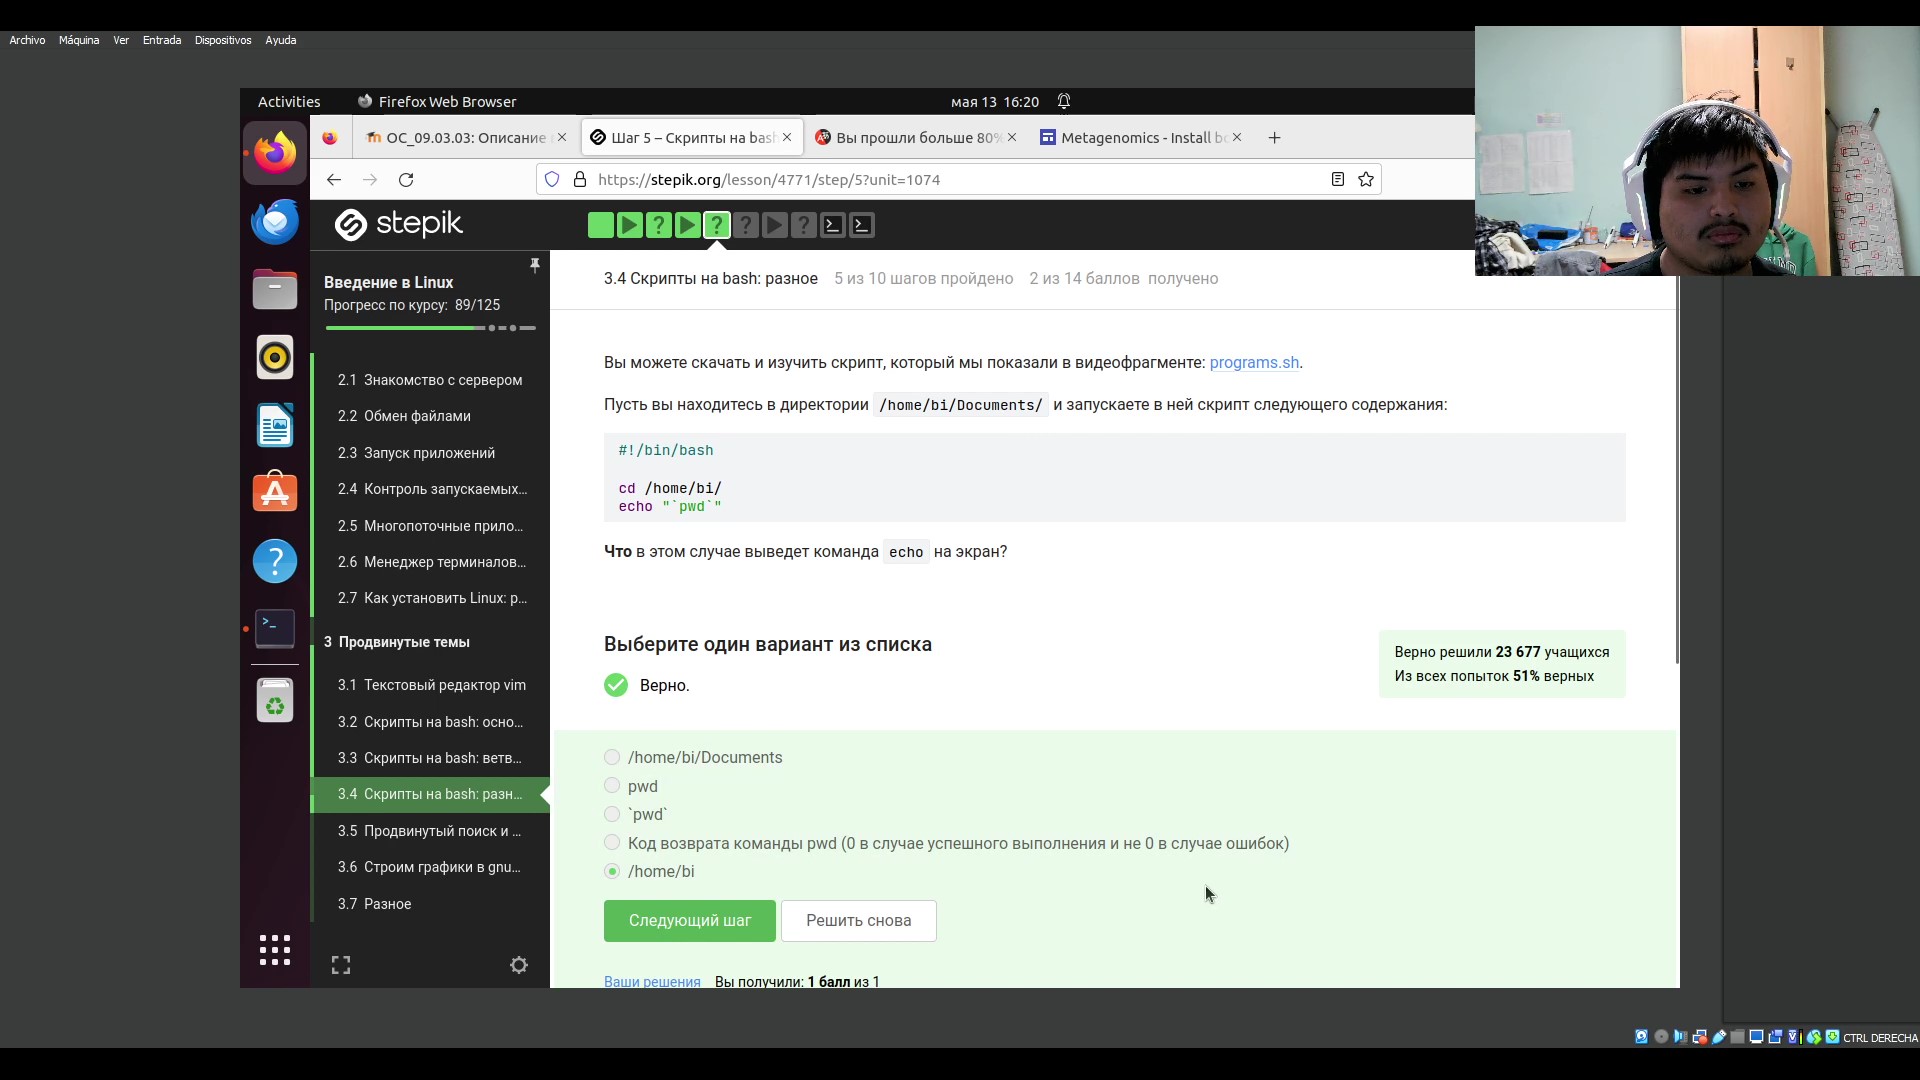 Archivo Máquina Ver Entrada Dispositivos Ayuda
Activities Firefox Web Browser мая 13 16:20
ОС_09.03.03: Описание Шаг 5 – Скрипты на bash Вы прошли больше 80% Metagenomics - Install bc
https://stepik.org/lesson/4771/step/5?unit=1074
stepik
Введение в Linux
Прогресс по курсу: 89/125
2.1 Знакомство с сервером
2.2 Обмен файлами
2.3 Запуск приложений
2.4 Контроль запускаемых...
2.5 Многопоточные прило...
2.6 Менеджер терминалов...
2.7 Как установить Linux: р...
3 Продвинутые темы
3.1 Текстовый редактор vim
3.2 Скрипты на bash: осно...
3.3 Скрипты на bash: ветв...
3.4 Скрипты на bash: разн...
3.5 Продвинутый поиск и ...
3.6 Строим графики в gnu...
3.7 Разное
3.4 Скрипты на bash: разное 5 из 10 шагов пройдено 2 из 14 баллов получено
Вы можете скачать и изучить скрипт, который мы показали в видеофрагменте: programs.sh.
Пусть вы находитесь в директории /home/bi/Documents/ и запускаете в ней скрипт следующего содержания:
#!/bin/bash
cd /home/bi/
echo "`pwd`"
Что в этом случае выведет команда echo на экран?
Выберите один вариант из списка
Верно.
Верно решили 23 677 учащихся
Из всех попыток 51% верных
/home/bi/Documents
pwd
`pwd`
Код возврата команды pwd (0 в случае успешного выполнения и не 0 в случае ошибок)
/home/bi
Следующий шаг Решить снова
Ваши решения Вы получили: 1 балл из 1
CTRL DERECHA